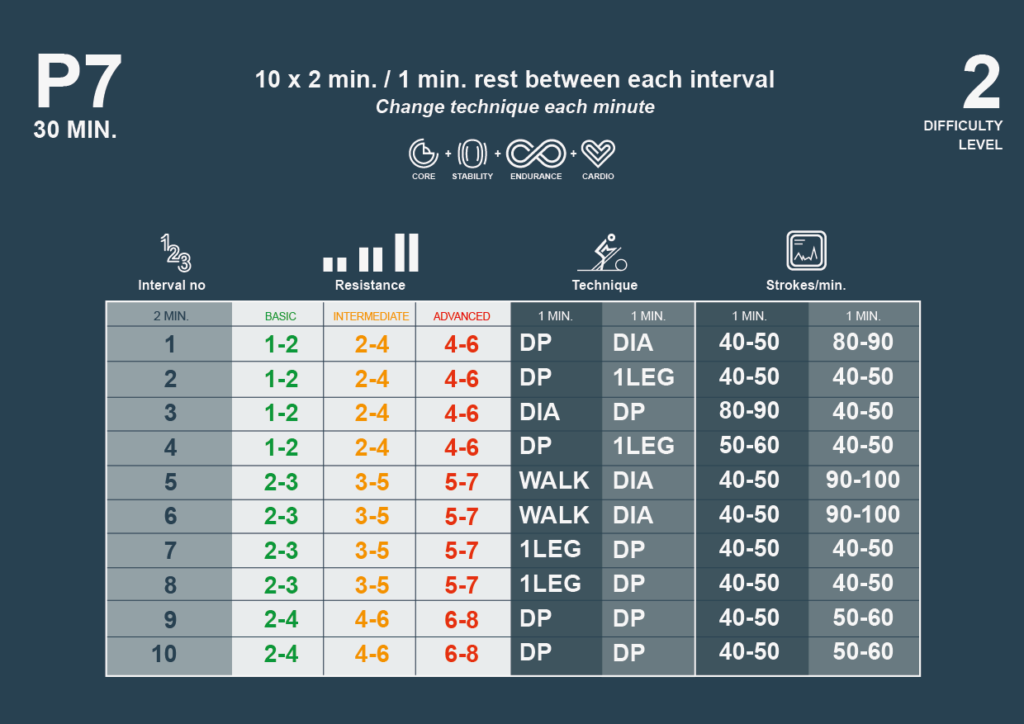 P7
30 MIN.
10 x 2 min. / 1 min. rest between each interval
Change technique each minute
2
DIFFICULTY
LEVEL
CORE + STABILITY + ENDURANCE + CARDIO
123
Interval no Resistance Technique Strokes/min.
2 MIN. BASIC INTERMEDIATE ADVANCED 1 MIN. 1 MIN. 1 MIN. 1 MIN.
1 1-2 2-4 4-6 DP DIA 40-50 80-90
2 1-2 2-4 4-6 DP 1LEG 40-50 40-50
3 1-2 2-4 4-6 DIA DP 80-90 40-50
4 1-2 2-4 4-6 DP 1LEG 50-60 40-50
5 2-3 3-5 5-7 WALK DIA 40-50 90-100
6 2-3 3-5 5-7 WALK DIA 40-50 90-100
7 2-3 3-5 5-7 1LEG DP 40-50 40-50
8 2-3 3-5 5-7 1LEG DP 40-50 40-50
9 2-4 4-6 6-8 DP DP 40-50 50-60
10 2-4 4-6 6-8 DP DP 40-50 50-60